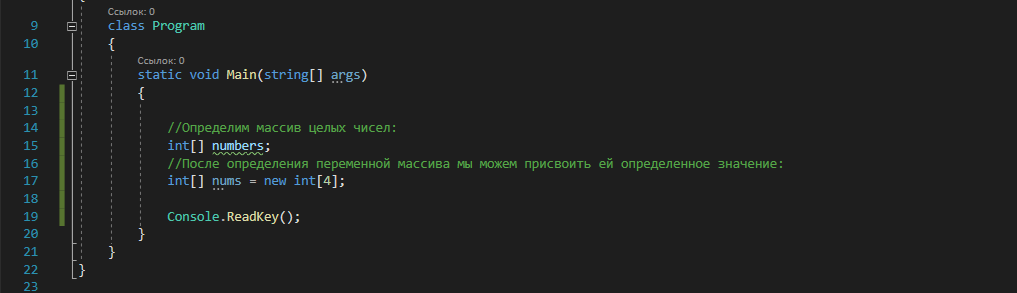 {
Ссылок: 0
9 class Program
10 {
Ссылок: 0
11 static void Main(string[] args)
12 {
13
14 //Определим массив целых чисел:
15 int[] numbers;
16 //После определения переменной массива мы можем присвоить ей определенное значение:
17 int[] nums = new int[4];
18
19 Console.ReadKey();
20 }
21 }
22 }
23